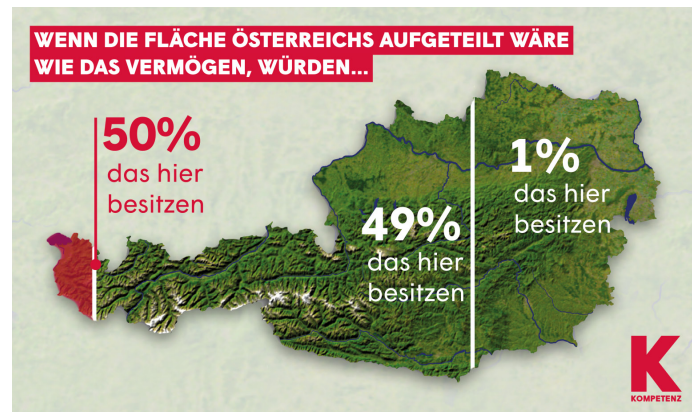 WENN DIE FLÄCHE ÖSTERREICHS AUFGETEILT WÄRE
WIE DAS VERMÖGEN, WÜRDEN...
50%
das hier
besitzen
1%
das hier
besitzen
49%
das hier
besitzen
K
KOMPETENZ